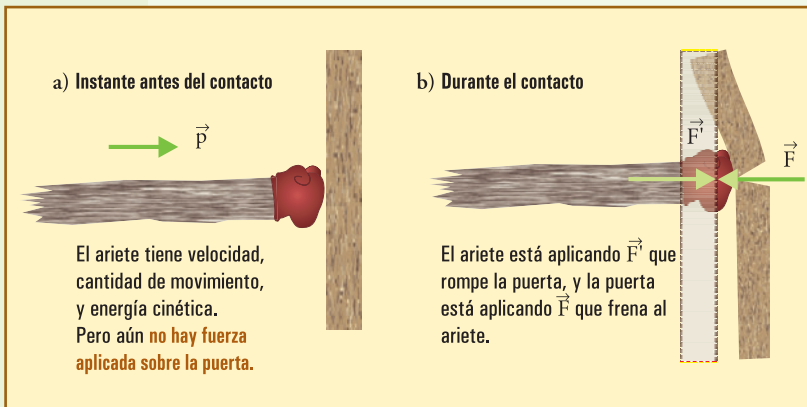 a) Instante antes del contacto
p⃗
El ariete tiene velocidad,
cantidad de movimiento,
y energía cinética.
Pero aún no hay fuerza
aplicada sobre la puerta.
b) Durante el contacto
F⃗'
F⃗
El ariete está aplicando F⃗' que
rompe la puerta, y la puerta
está aplicando F⃗ que frena al
ariete.